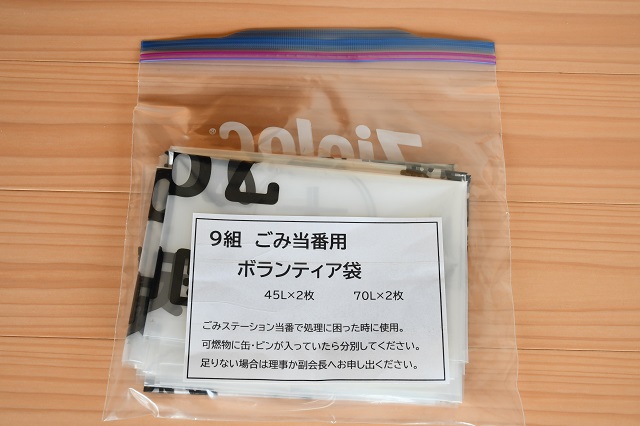 Ziploc®
9組 ごみ当番用
ボランティア袋
45L×2枚 70L×2枚
ごみステーション当番で処理に困った時に使用。
可燃物に缶・ビンが入っていたら分別してください。
足りない場合は理事か副会長へお申し出ください。